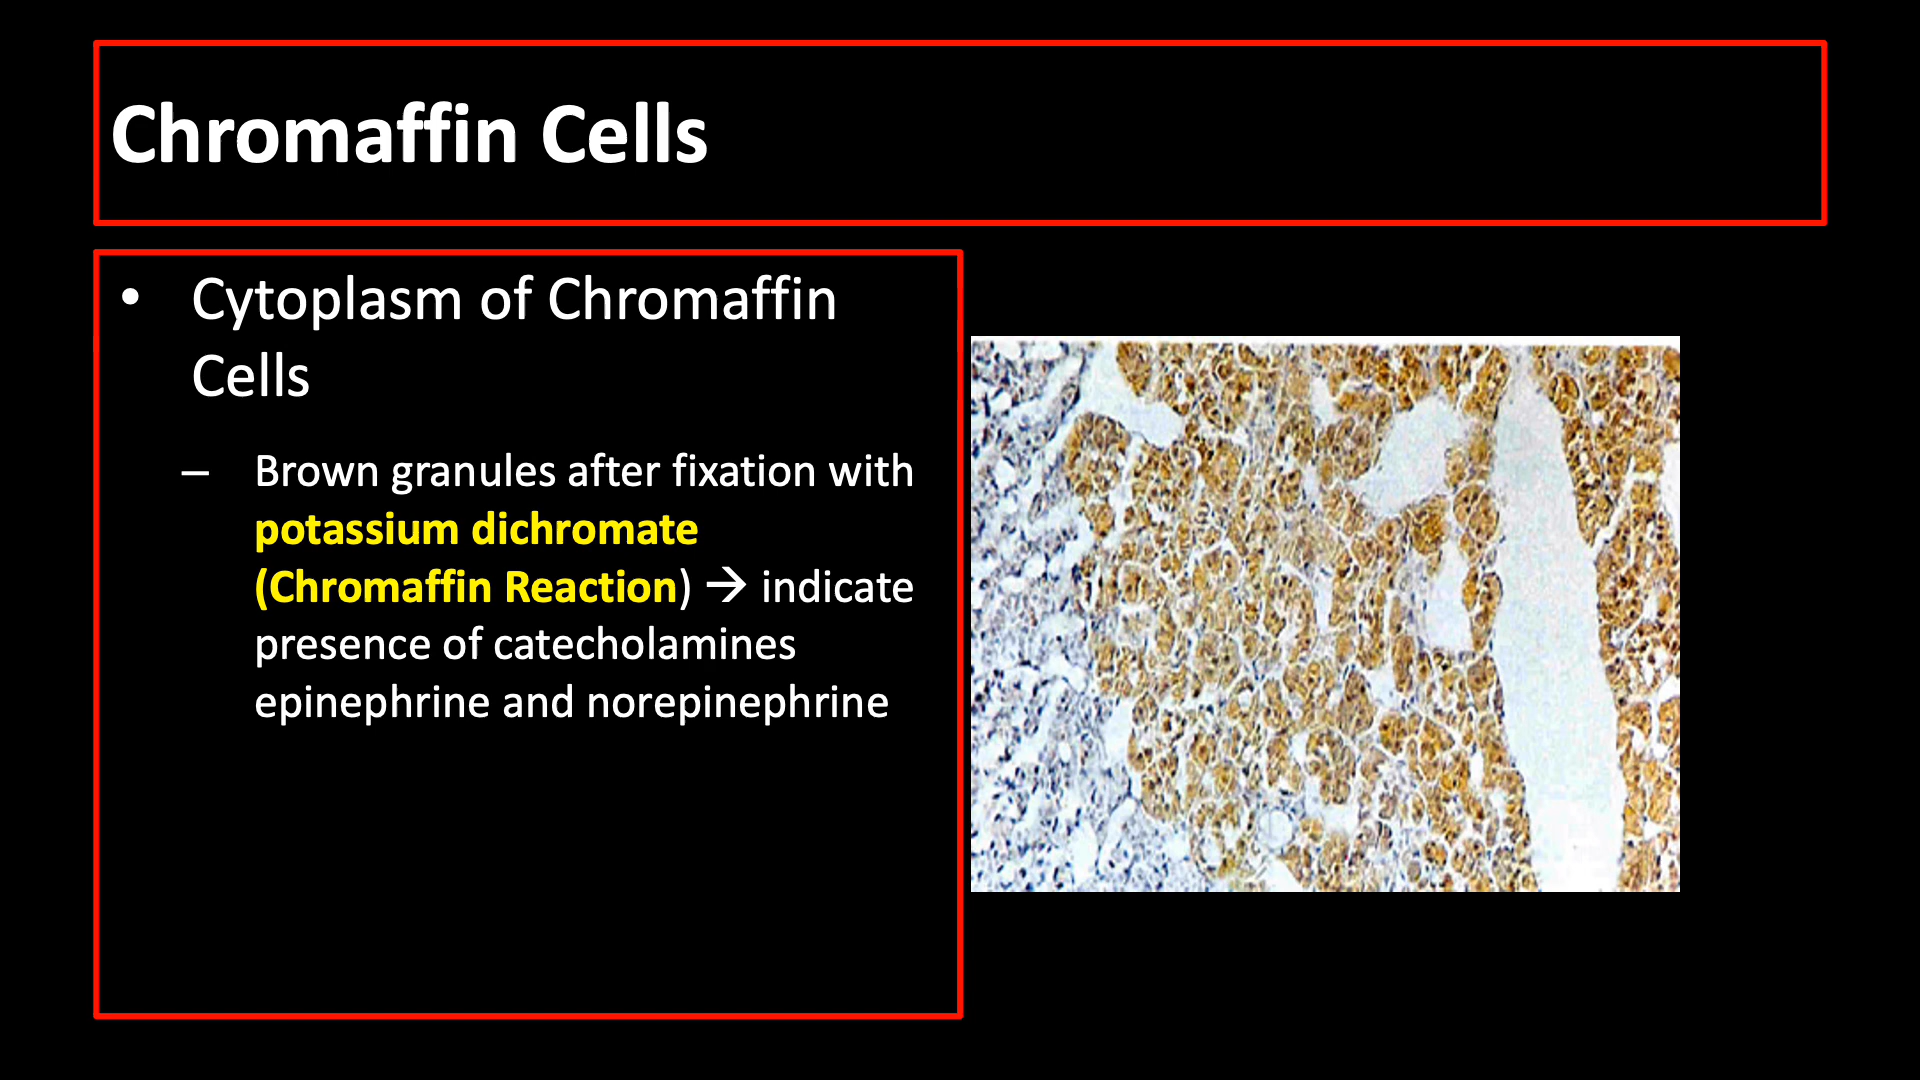 Chromaffin Cells
• Cytoplasm of Chromaffin
Cells
– Brown granules after fixation with
potassium dichromate
(Chromaffin Reaction) → indicate
presence of catecholamines
epinephrine and norepinephrine